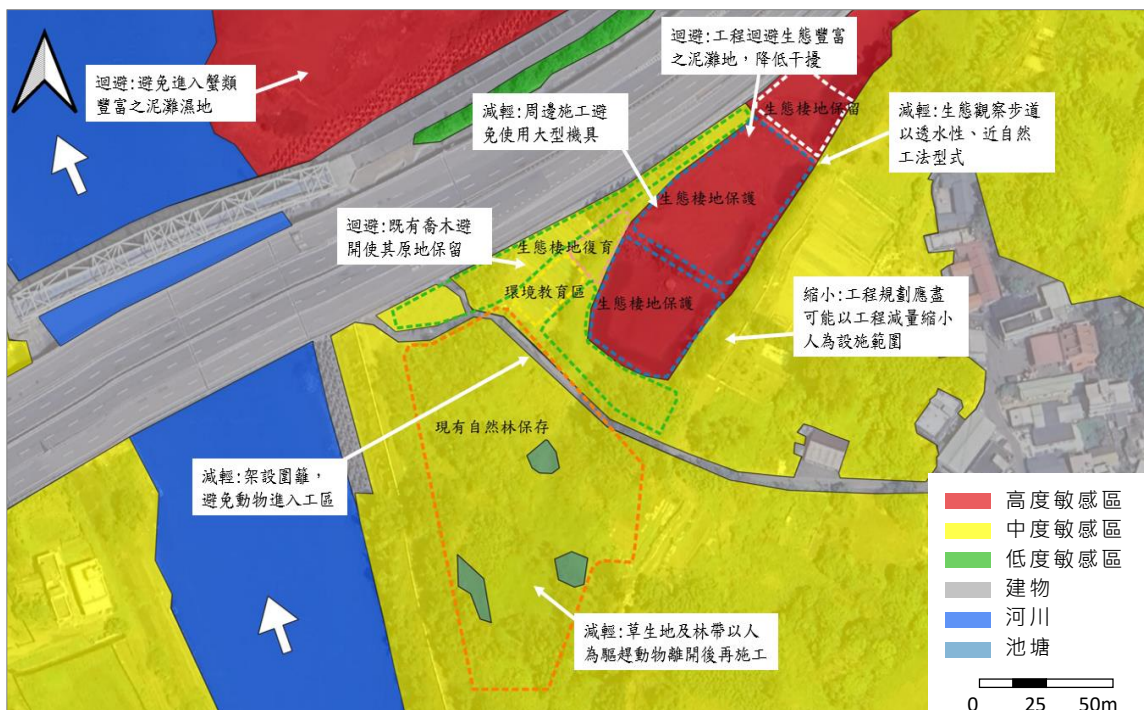 迴避:工程迴避生態豐富
之泥灘地，降低干擾
迴避:避免進入蟹類
豐富之泥灘濕地
減輕:周邊施工避
免使用大型機具
生態棲地保留
減輕:生態觀察步道
以透水性、近自然
工法型式
生態棲地保護
迴避:既有喬木避
開使其原地保留
生態棲地復育
環境教育區
生態棲地保護
縮小:工程規劃應盡
可能以工程減量縮小
人為設施範圍
現有自然林保存
減輕:架設圍籬，
避免動物進入工區
減輕:草生地及林帶以人
為驅趕動物離開後再施工
高度敏感區
中度敏感區
低度敏感區
建物
河川
池塘
0 25 50m